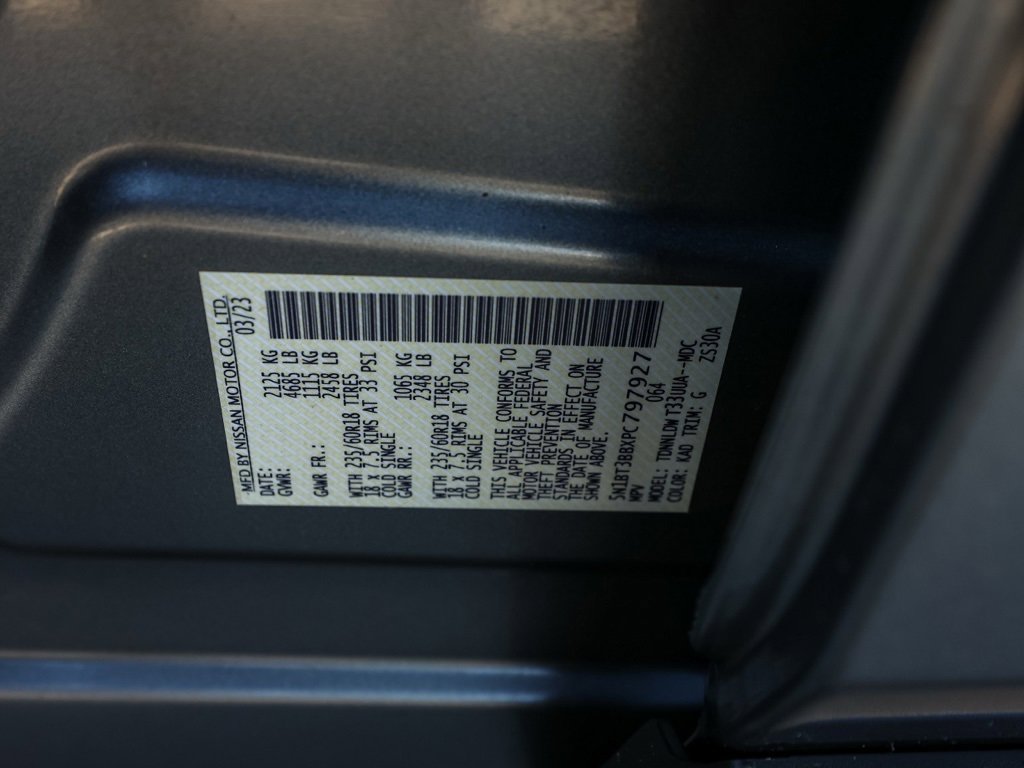 MFD BY NISSAN MOTOR CO.,LTD.
DATE: 03/23
GVWR: 2125 KG
4685 LB
GAWR FR.: 1115 KG
2458 LB
WITH 235/60R18 TIRES
18 x 7.5 RIMS AT 33 PSI
COLD SINGLE
GAWR RR.: 1065 KG
2348 LB
WITH 235/60R18 TIRES
18 x 7.5 RIMS AT 30 PSI
COLD SINGLE
THIS VEHICLE CONFORMS TO
ALL APPLICABLE FEDERAL
MOTOR VEHICLE SAFETY AND
THEFT PREVENTION
STANDARDS IN EFFECT ON
THE DATE OF MANUFACTURE
SHOWN ABOVE.
5N1BT3BBXPC797927
MPV 064
MODEL: TDNNLDWT33UUA--MDC
COLOR: KAD TRIM: G ZS30A